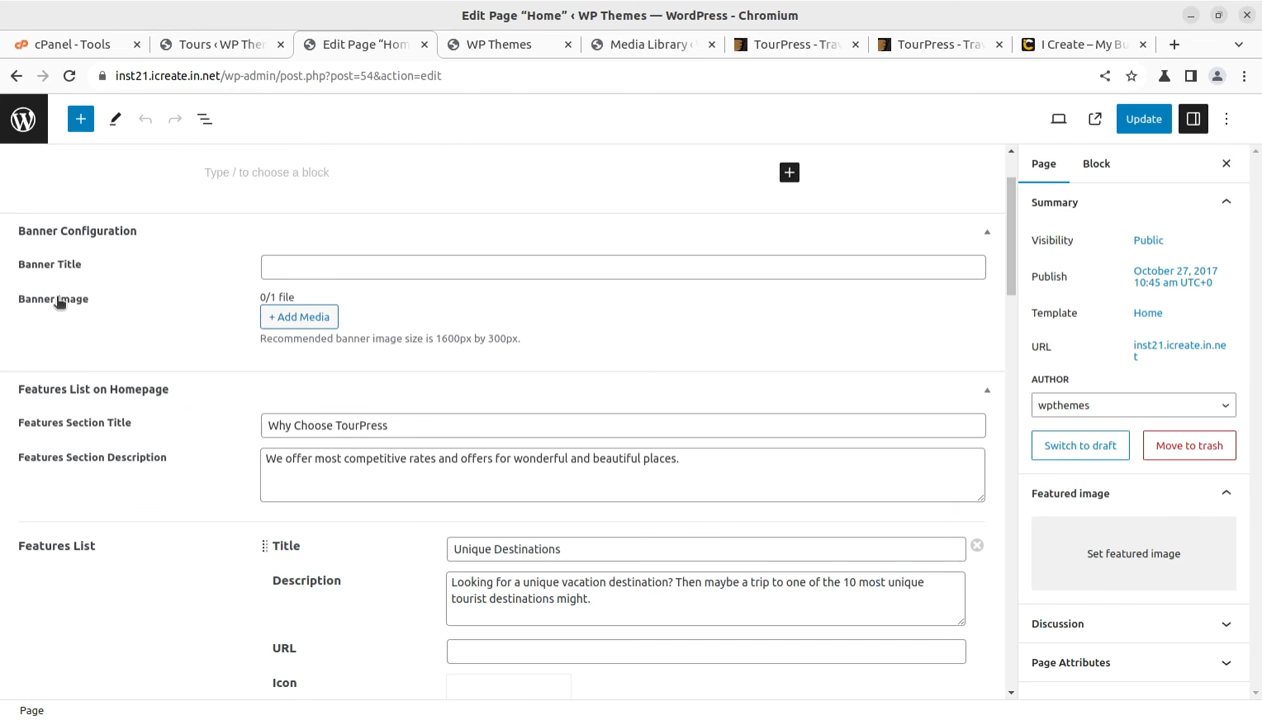 Edit Page “Home” ‹ WP Themes — WordPress - Chromium
cPanel - Tools
Tours ‹ WP The
Edit Page “Hom
WP Themes
Media Library ‹
TourPress - Tra
TourPress - Tra
I Create – My Bu
inst21.icreate.in.net/wp-admin/post.php?post=54&action=edit
Update
Type / to choose a block
Page
Block
Summary
Visibility
Public
Publish
October 27, 2017
10:45 am UTC+0
Template
Home
URL
inst21.icreate.in.ne
t
AUTHOR
wpthemes
Switch to draft
Move to trash
Featured image
Set featured image
Discussion
Page Attributes
Banner Configuration
Banner Title
Banner Image
0/1 file
+ Add Media
Recommended banner image size is 1600px by 300px.
Features List on Homepage
Features Section Title
Why Choose TourPress
Features Section Description
We offer most competitive rates and offers for wonderful and beautiful places.
Features List
Title
Unique Destinations
Description
Looking for a unique vacation destination? Then maybe a trip to one of the 10 most unique
tourist destinations might.
URL
Icon
Page